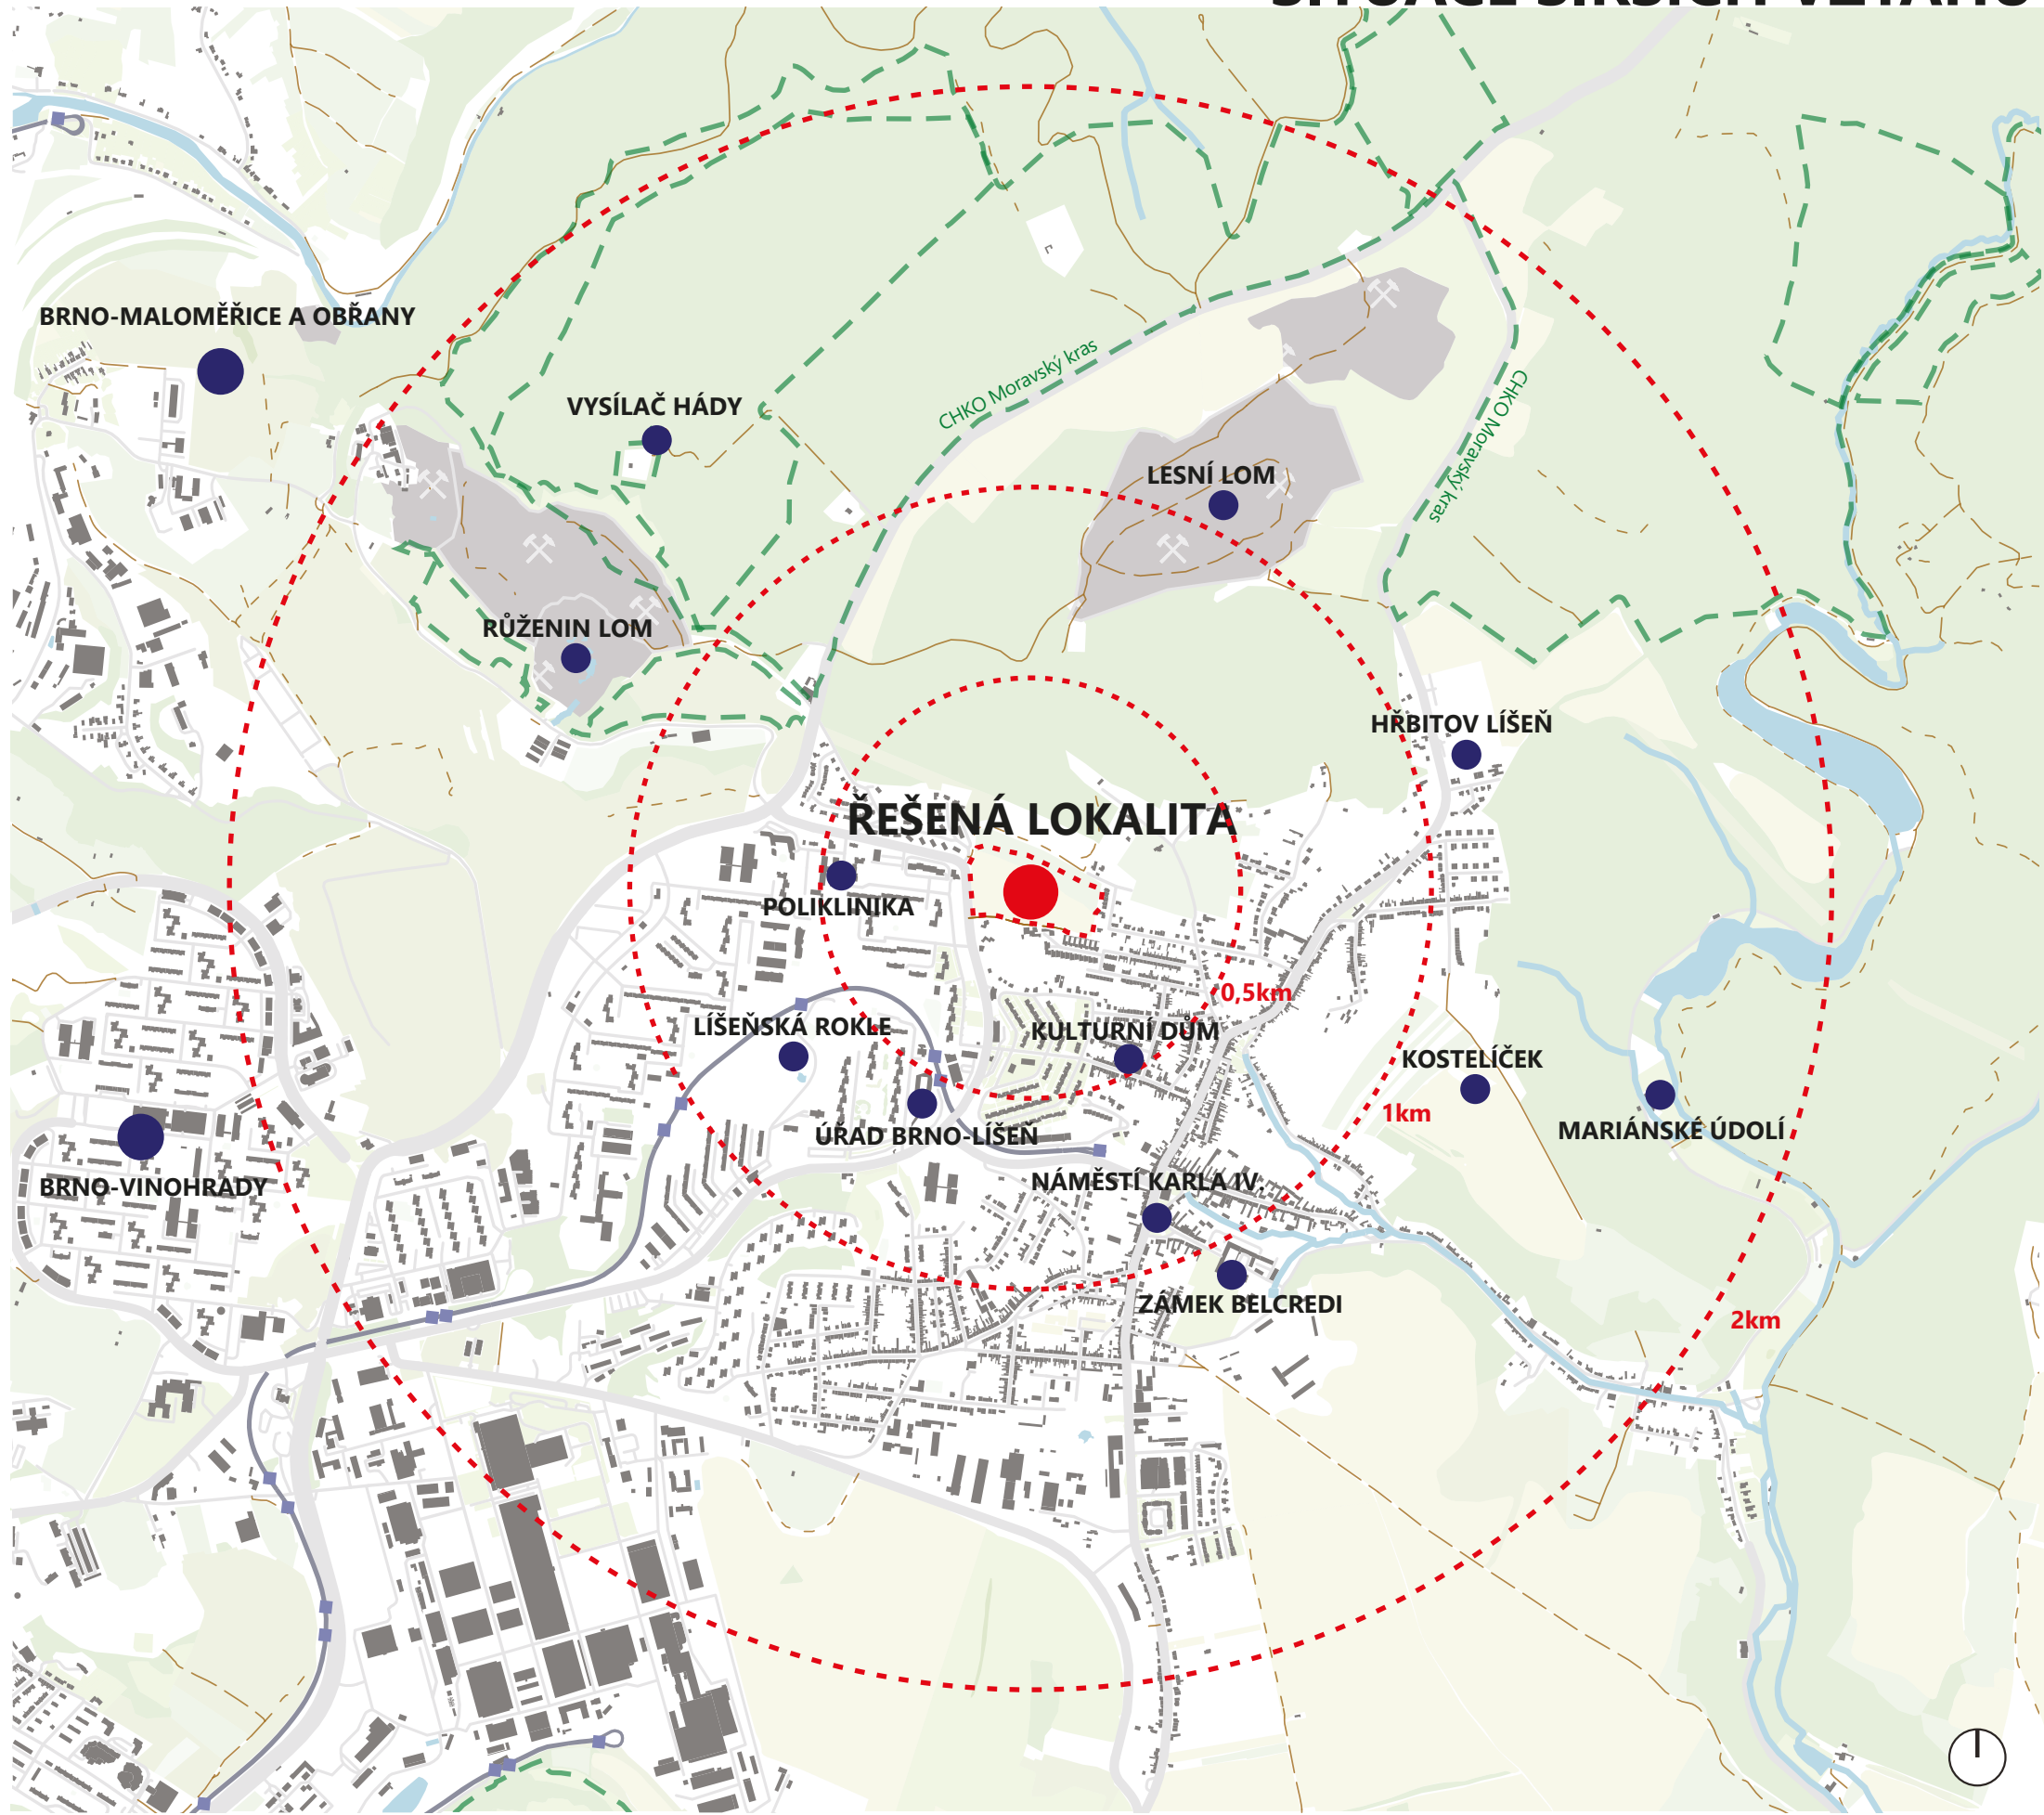 BRNO-MALOMĚŘICE A OBŘANY
CHKO Moravský kras
CHKO Moravský kras
VYSÍLAČ HÁDY
LESNÍ LOM
RŮŽENIN LOM
HŘBITOV LÍŠEŇ
ŘEŠENÁ LOKALITA
POLIKLINIKA
0,5km
LÍŠEŇSKÁ ROKLE
KULTURNÍ DŮM
KOSTELÍČEK
1km
MARIÁNSKÉ ÚDOLÍ
ÚŘAD BRNO-LÍŠEŇ
BRNO-VINOHRADY
NÁMĚSTÍ KARLA IV.
ZÁMEK BELCREDI
2km